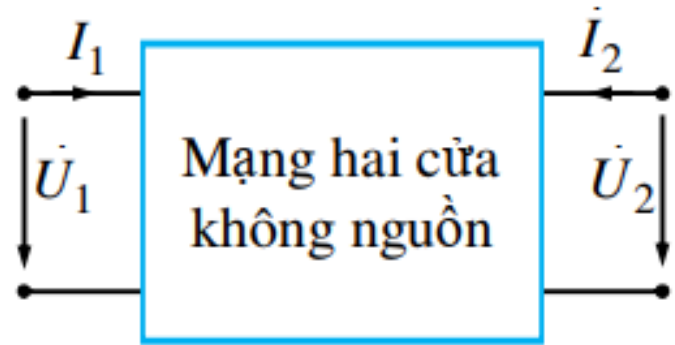 I₁
İ₂
U̇₁
Mạng hai cửa
không nguồn
U̇₂